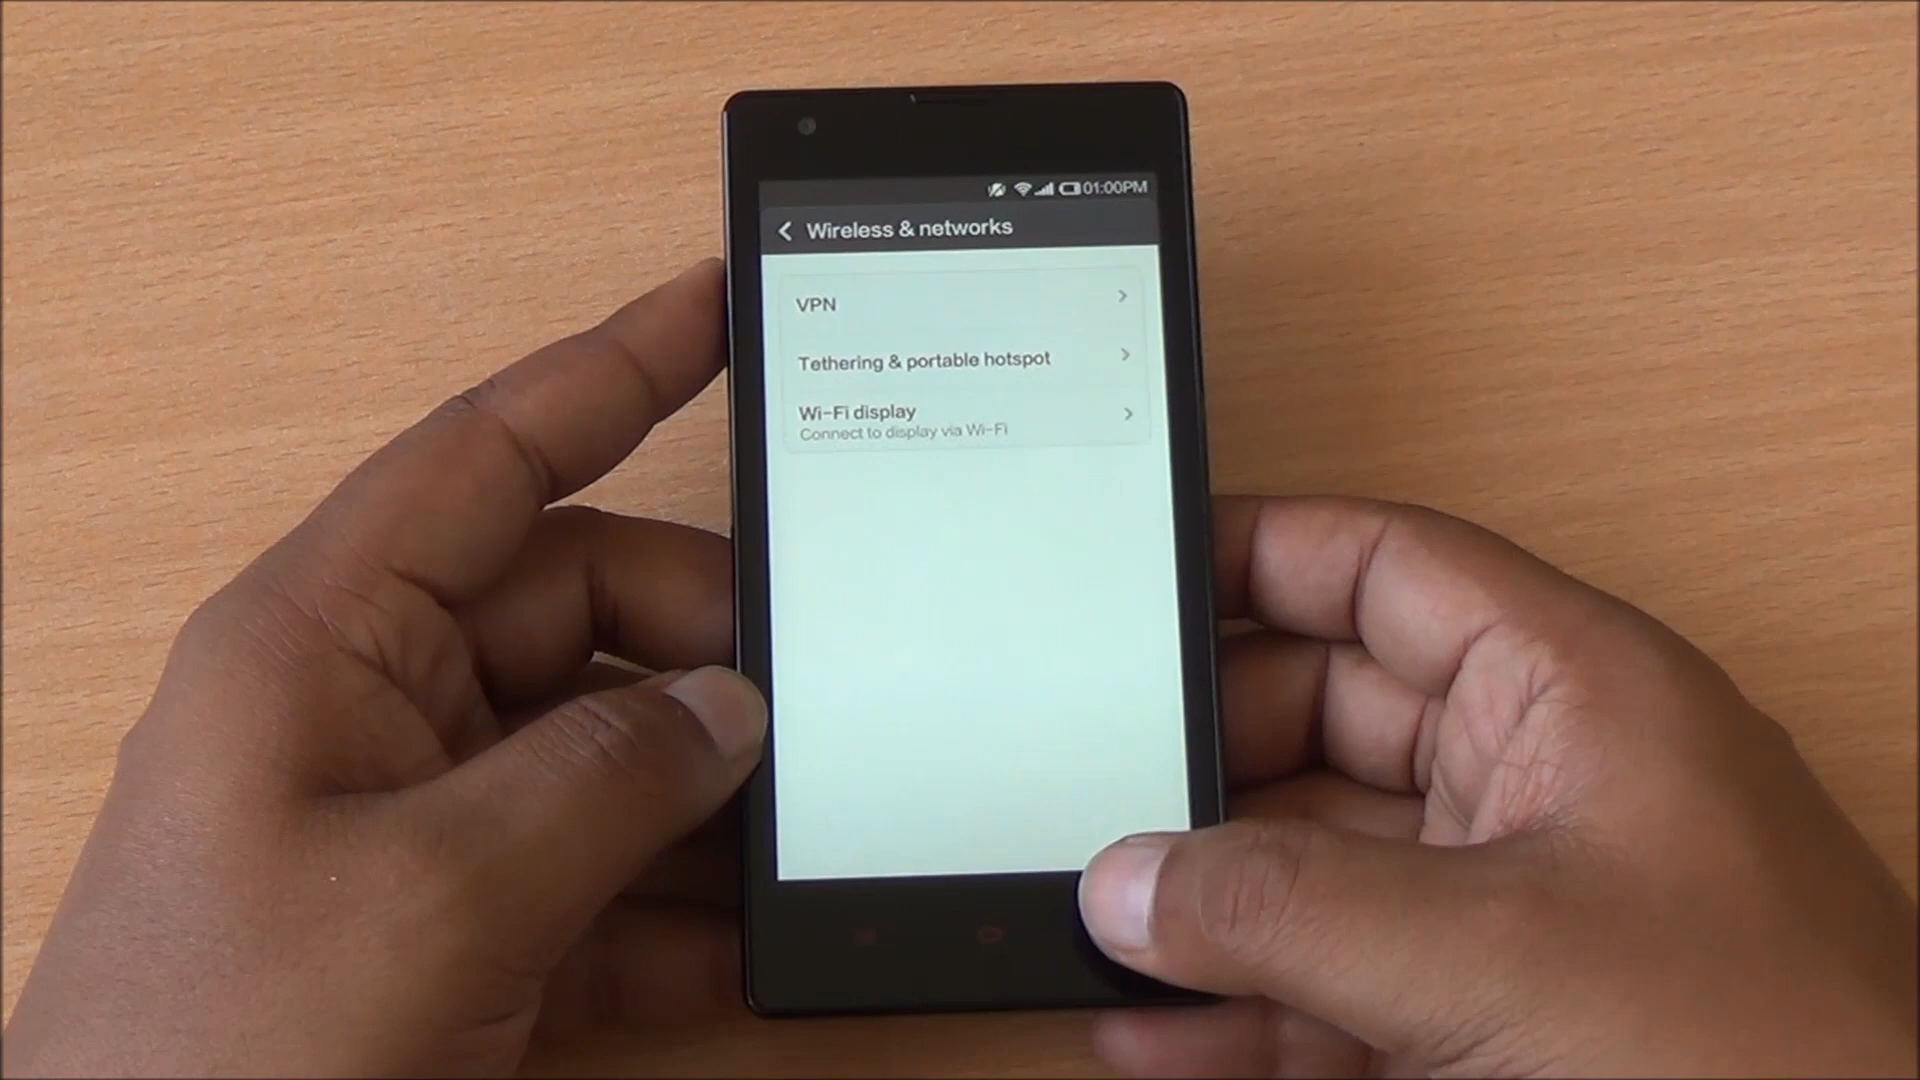 01:00PM
Wireless & networks
VPN
Tethering & portable hotspot
Wi-Fi display
Connect to display via Wi-Fi